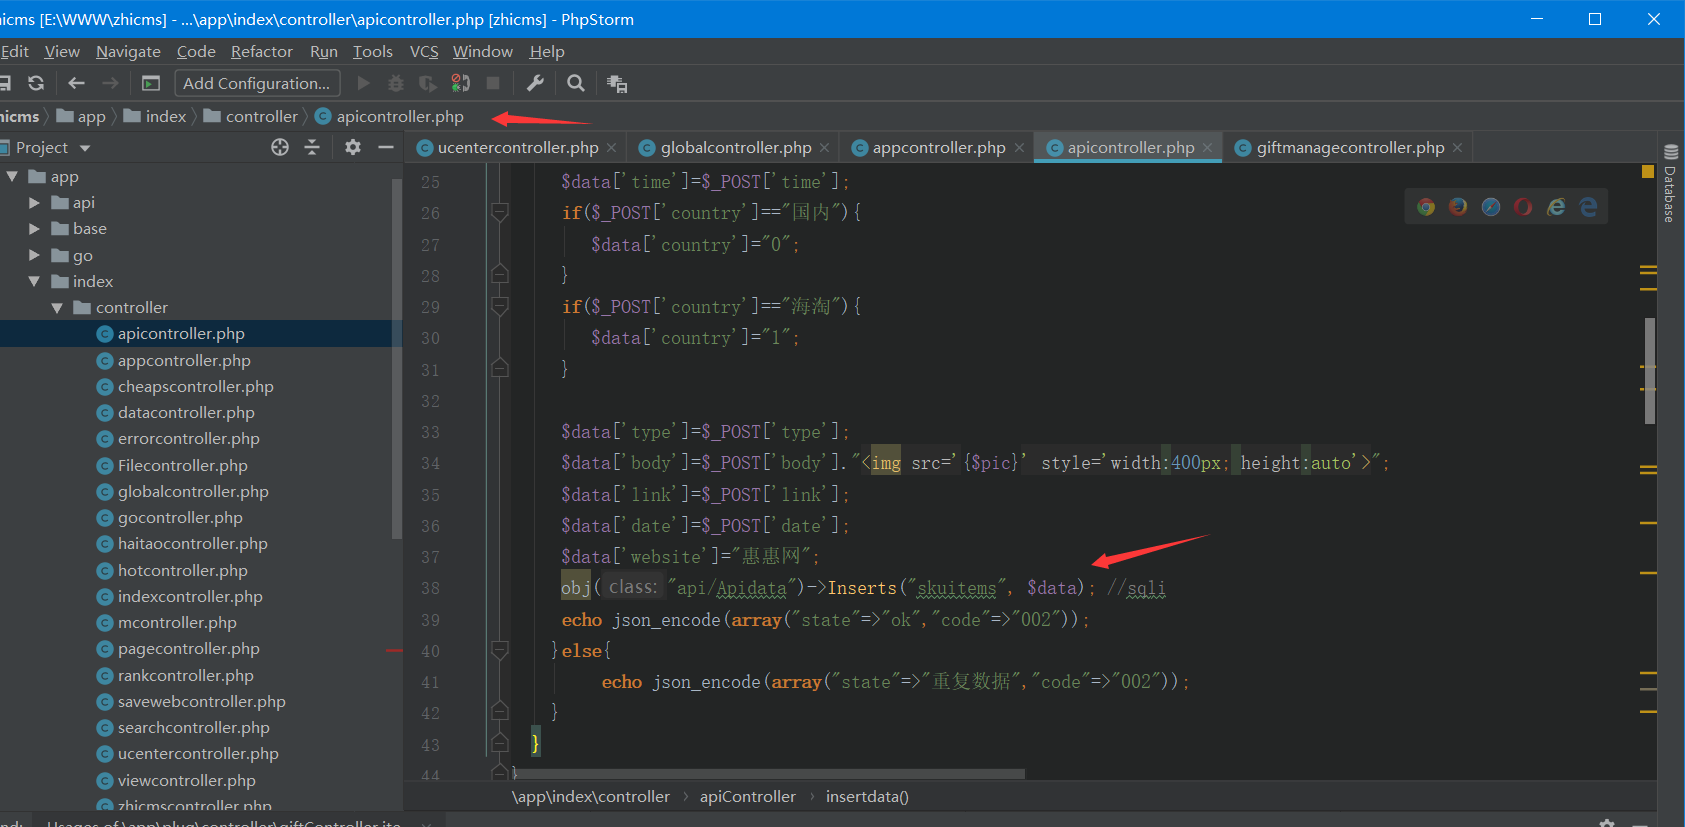 hicms [E:\WWW\zhicms] - ...\app\index\controller\apicontroller.php [zhicms] - PhpStorm
Edit View Navigate Code Refactor Run Tools VCS Window Help
Add Configuration...
hicms app index controller apicontroller.php
Project
ucentercontroller.php globalcontroller.php appcontroller.php apicontroller.php giftmanagecontroller.php
Database
app
api
base
go
index
controller
apicontroller.php
appcontroller.php
cheapscontroller.php
datacontroller.php
errorcontroller.php
Filecontroller.php
globalcontroller.php
gocontroller.php
haitaocontroller.php
hotcontroller.php
indexcontroller.php
mcontroller.php
pagecontroller.php
rankcontroller.php
savewebcontroller.php
searchcontroller.php
ucentercontroller.php
viewcontroller.php
zhicmscontroller.php
25 $data['time']=$_POST['time'];
26 if($_POST['country']=="国内"){
27 $data['country']="0";
28 }
29 if($_POST['country']=="海淘"){
30 $data['country']="1";
31 }
32
33 $data['type']=$_POST['type'];
34 $data['body']=$_POST['body']."<img src='{$pic}' style='width:400px; height:auto'>";
35 $data['link']=$_POST['link'];
36 $data['date']=$_POST['date'];
37 $data['website']="惠惠网";
38 obj( class: "api/Apidata")->Inserts("skuitems", $data); //sqli
39 echo json_encode(array("state"=>"ok","code"=>"002"));
40 }else{
41 echo json_encode(array("state"=>"重复数据","code"=>"002"));
42 }
43 }
44 }
\app\index\controller › apiController › insertdata()
nd: Usages of \app\plug\controller\giftController.ite...